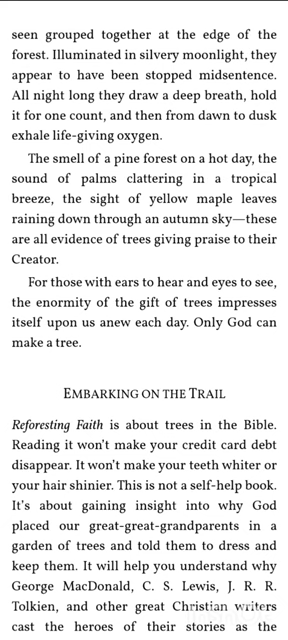 seen grouped together at the edge of the
forest. Illuminated in silvery moonlight, they
appear to have been stopped midsentence.
All night long they draw a deep breath, hold
it for one count, and then from dawn to dusk
exhale life-giving oxygen.
The smell of a pine forest on a hot day, the
sound of palms clattering in a tropical
breeze, the sight of yellow maple leaves
raining down through an autumn sky—these
are all evidence of trees giving praise to their
Creator.
For those with ears to hear and eyes to see,
the enormity of the gift of trees impresses
itself upon us anew each day. Only God can
make a tree.
EMBARKING ON THE TRAIL
Reforesting Faith is about trees in the Bible.
Reading it won't make your credit card debt
disappear. It won't make your teeth whiter or
your hair shinier. This is not a self-help book.
It's about gaining insight into why God
placed our great-great-grandparents in a
garden of trees and told them to dress and
keep them. It will help you understand why
George MacDonald, C. S. Lewis, J. R. R.
Tolkien, and other great Christian writers
cast the heroes of their stories as the